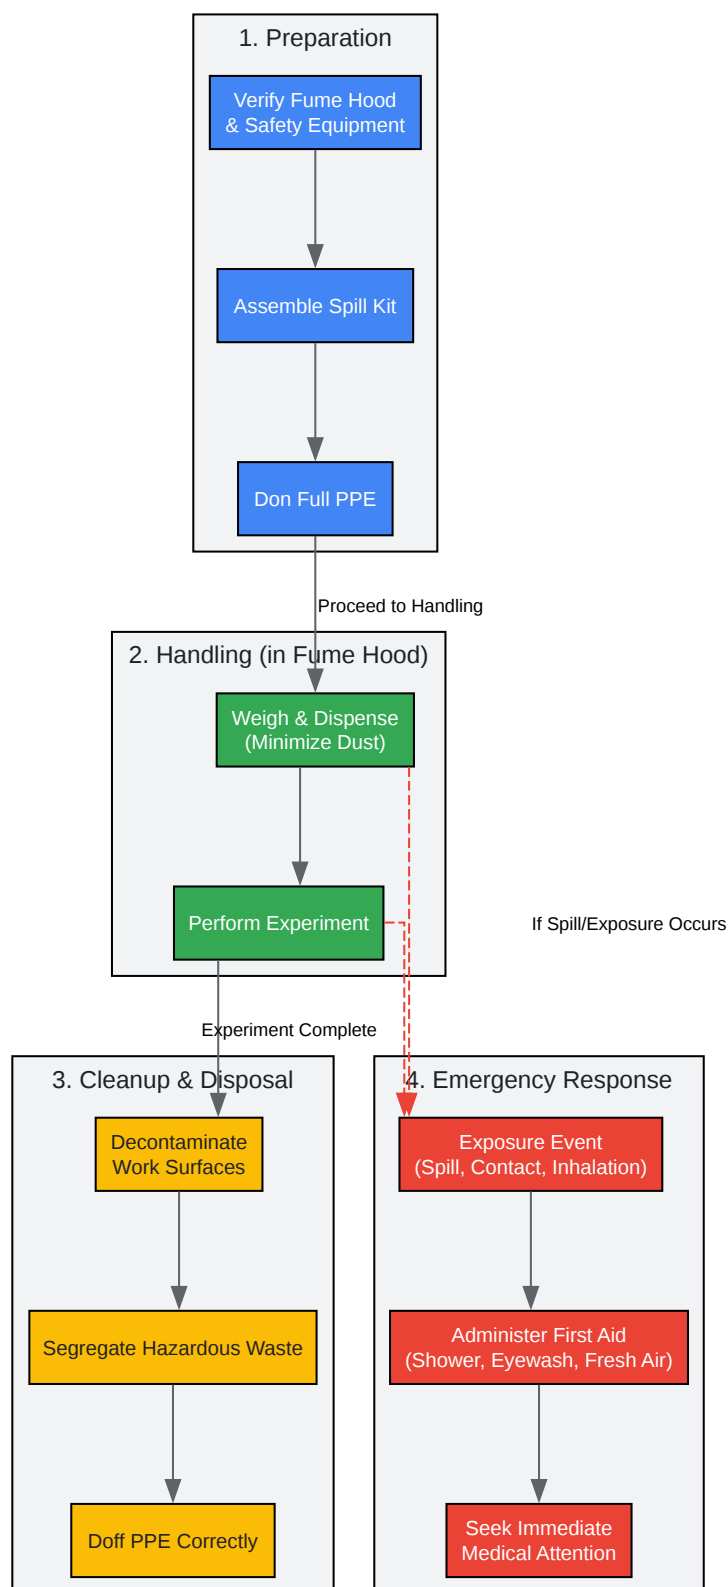 1. Preparation
Verify Fume Hood
& Safety Equipment
Assemble Spill Kit
Don Full PPE
Proceed to Handling
2. Handling (in Fume Hood)
Weigh & Dispense
(Minimize Dust)
Perform Experiment
If Spill/Exposure Occurs
Experiment Complete
3. Cleanup & Disposal
Decontaminate
Work Surfaces
Segregate Hazardous Waste
Doff PPE Correctly
4. Emergency Response
Exposure Event
(Spill, Contact, Inhalation)
Administer First Aid
(Shower, Eyewash, Fresh Air)
Seek Immediate
Medical Attention